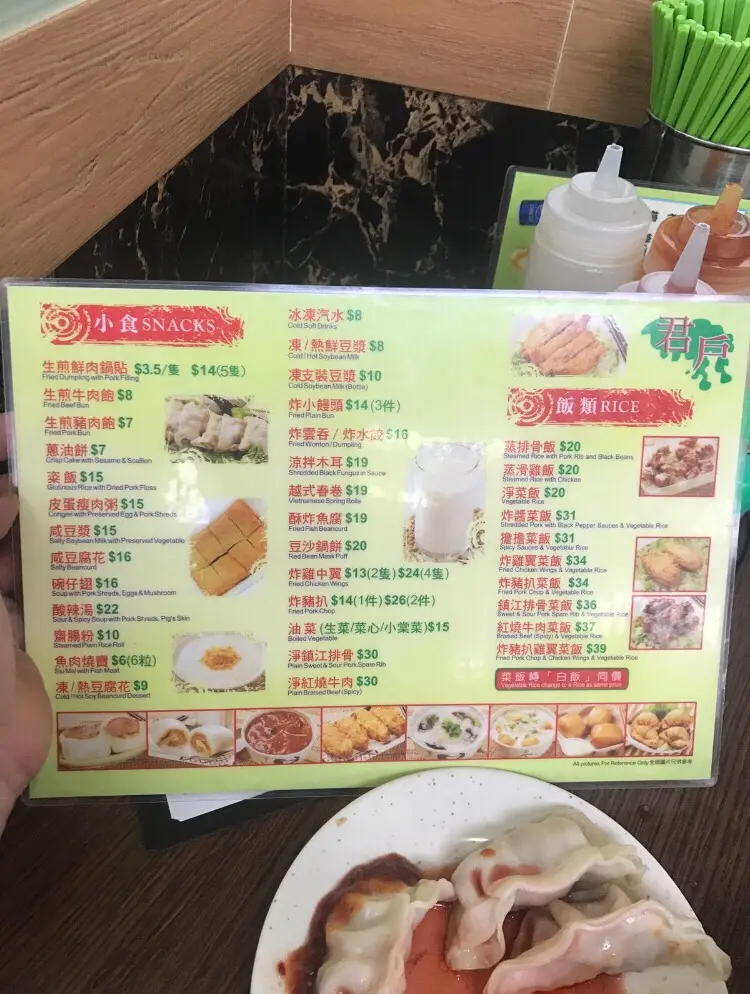 小食 SNACKS
生煎鮮肉鍋貼 $3.5/隻 $14(5隻)
Fried Dumpling with Pork Filling
生煎牛肉飽 $8
Fried Beef Bun
生煎豬肉飽 $7
Fried Pork Bun
蔥油餅 $7
Crisp Cake with Sesame & Scallion
粢飯 $15
Glutinous Rice with Dried Pork Floss
皮蛋瘦肉粥 $15
Congee with Preserved Egg & Pork Shreds
咸豆漿 $15
Salty Soybean Milk with Preserved Vegetable
咸豆腐花 $16
Salty Beancurd
碗仔翅 $16
Soup with Pork Shreds, Eggs & Mushroom
酸辣湯 $22
Sour & Spicy Soup with Pork Shreds, Pig's Skin
齋腸粉 $10
Steamed Plain Rice Roll
魚肉燒賣 $6(6粒)
Siu Mai with Fish Meat
凍/熱豆腐花 $9
Cold / Hot Soy Beancurd Dessert
冰凍汽水 $8
Cold Soft Drinks
凍/熱鮮豆漿 $8
Cold / Hot Soybean Milk
凍支裝豆漿 $10
Cold Soybean Milk (Bottle)
炸小饅頭 $14(3件)
Fried Plain Bun
炸雲吞/炸水餃 $16
Fried Wonton / Dumpling
涼拌木耳 $19
Shredded Black Fungus in Sauce
越式春卷 $19
Vietnamese Spring Rolls
酥炸魚腐 $19
Fried Fish Beancurd
豆沙鍋餅 $20
Red Bean Mask Puff
炸雞中翼 $13(2隻) $24(4隻)
Fried Chicken Wings
炸豬扒 $14(1件) $26(2件)
Fried Pork Chop
油菜(生菜/菜心/小棠菜) $15
Boiled Vegetable
淨鎮江排骨 $30
Plain Sweet & Sour Pork Spare Rib
淨紅燒牛肉 $30
Plain Braised Beef (Spicy)
君戶
飯類 RICE
蒸排骨飯 $20
Steamed Rice with Pork Rib and Black Beans
蒸滑雞飯 $20
Steamed Rice with Chicken
淨菜飯 $20
Vegetable Rice
炸醬菜飯 $31
Shredded Pork with Black Pepper Sauces & Vegetable Rice
擔擔菜飯 $31
Spicy Sauces & Vegetable Rice
炸雞翼菜飯 $34
Fried Chicken Wings & Vegetable Rice
炸豬扒菜飯 $34
Fried Pork Chop & Vegetable Rice
鎮江排骨菜飯 $36
Sweet & Sour Pork Spare Rib & Vegetable Rice
紅燒牛肉菜飯 $37
Braised Beef (Spicy) & Vegetable Rice
炸豬扒雞翼菜飯 $39
Fried Pork Chop & Chicken Wings & Vegetable Rice
菜飯轉「白飯」同價
Vegetable Rice change to a Rice as same price
All pictures For Reference Only 全部圖片只供參考